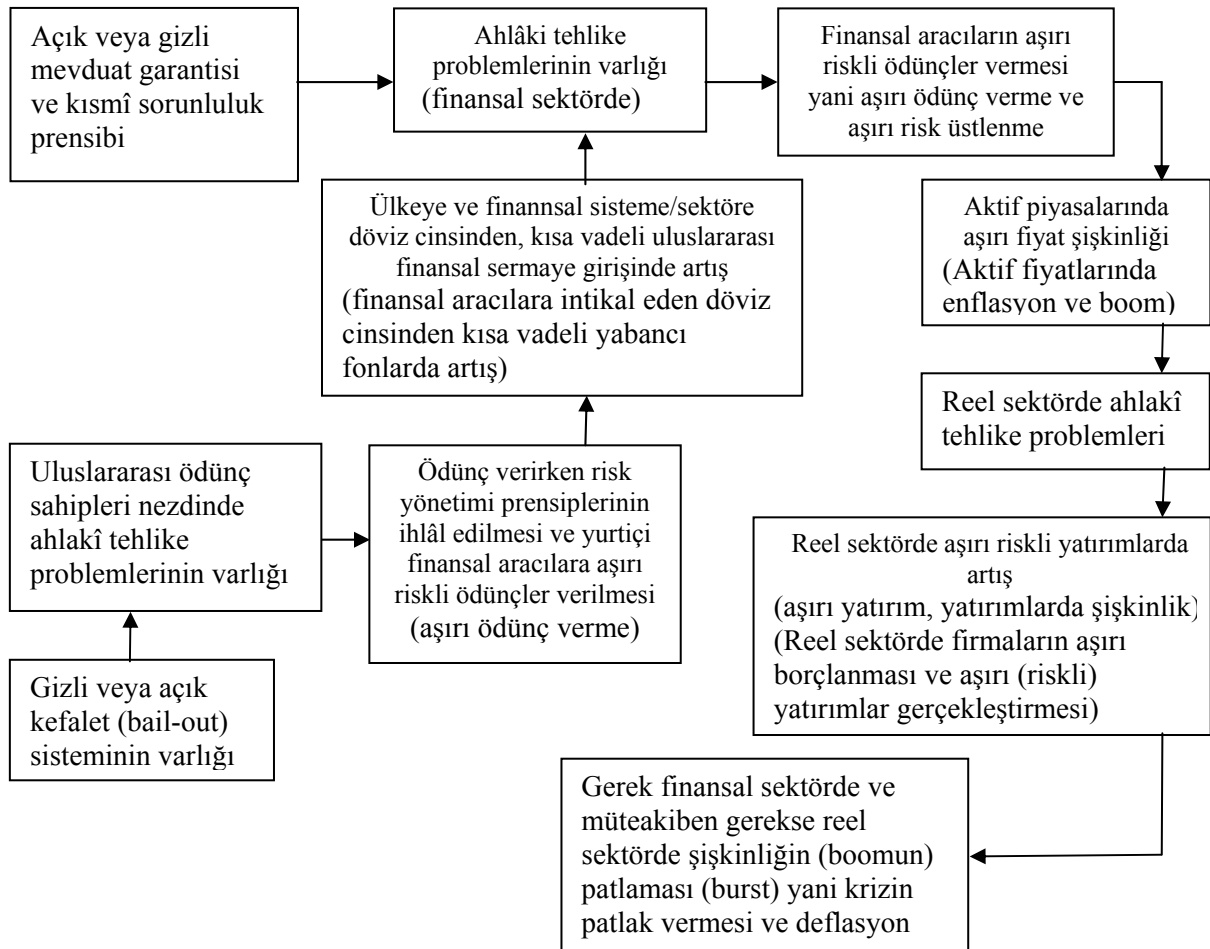 Açık veya gizli
mevduat garantisi
ve kısmî sorunluluk
prensibi
Ahlâki tehlike
problemlerinin varlığı
(finansal sektörde)
Finansal aracıların aşırı
riskli ödünçler vermesi
yani aşırı ödünç verme ve
aşırı risk üstlenme
Ülkeye ve finannsal sisteme/sektöre
döviz cinsinden, kısa vadeli uluslararası
finansal sermaye girişinde artış
(finansal aracılara intikal eden döviz
cinsinden kısa vadeli yabancı
fonlarda artış)
Aktif piyasalarında
aşırı fiyat şişkinliği
(Aktif fiyatlarında
enflasyon ve boom)
Reel sektörde ahlakî
tehlike problemleri
Uluslararası ödünç
sahipleri nezdinde
ahlakî tehlike
problemlerinin varlığı
Ödünç verirken risk
yönetimi prensiplerinin
ihlâl edilmesi ve yurtiçi
finansal aracılara aşırı
riskli ödünçler verilmesi
(aşırı ödünç verme)
Reel sektörde aşırı riskli yatırımlarda
artış
(aşırı yatırım, yatırımlarda şişkinlik)
(Reel sektörde firmaların aşırı
borçlanması ve aşırı (riskli)
yatırımlar gerçekleştirmesi)
Gizli veya açık
kefalet (bail-out)
sisteminin varlığı
Gerek finansal sektörde ve
müteakiben gerekse reel
sektörde şişkinliğin (boomun)
patlaması (burst) yani krizin
patlak vermesi ve deflasyon